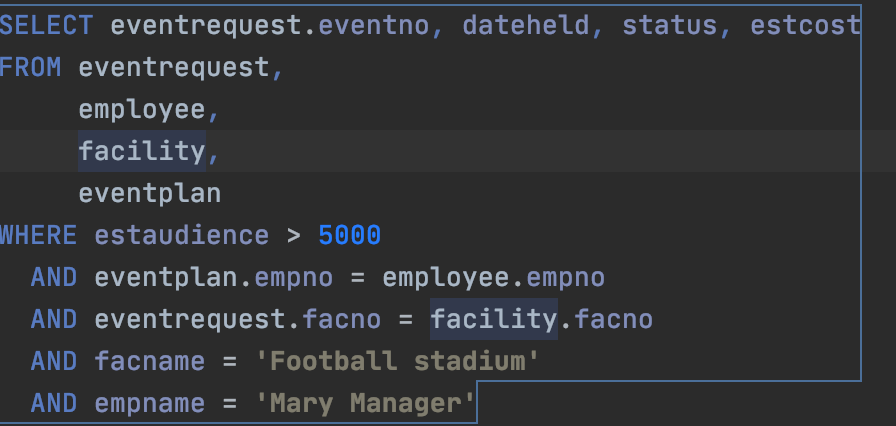 SELECT eventrequest.eventno, dateheld, status, estcost
FROM eventrequest,
     employee,
     facility,
     eventplan
WHERE estaudience > 5000
  AND eventplan.empno = employee.empno
  AND eventrequest.facno = facility.facno
  AND facname = 'Football stadium'
  AND empname = 'Mary Manager'